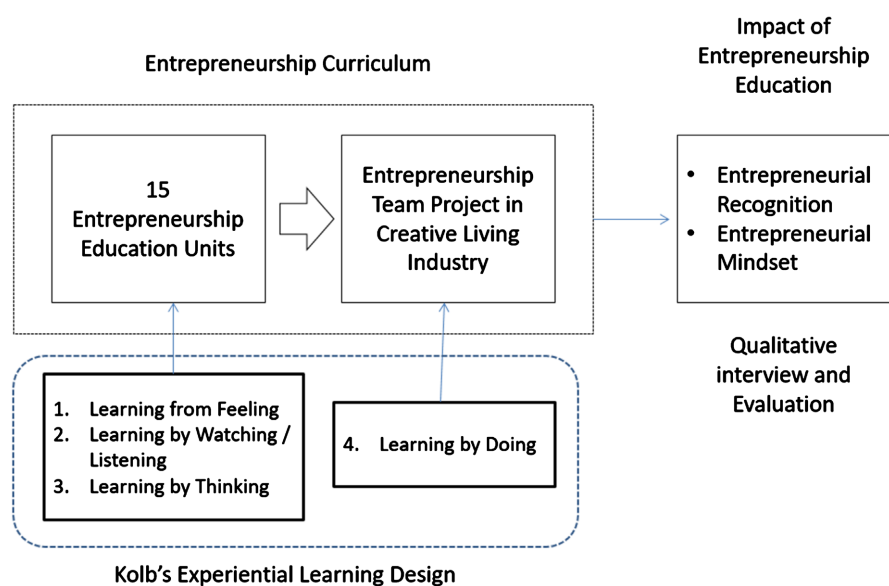 Entrepreneurship Curriculum
Impact of
Entrepreneurship
Education
15
Entrepreneurship
Education Units
Entrepreneurship
Team Project in
Creative Living
Industry
• Entrepreneurial
Recognition
• Entrepreneurial
Mindset
Qualitative
interview and
Evaluation
1. Learning from Feeling
2. Learning by Watching /
Listening
3. Learning by Thinking
4. Learning by Doing
Kolb's Experiential Learning Design